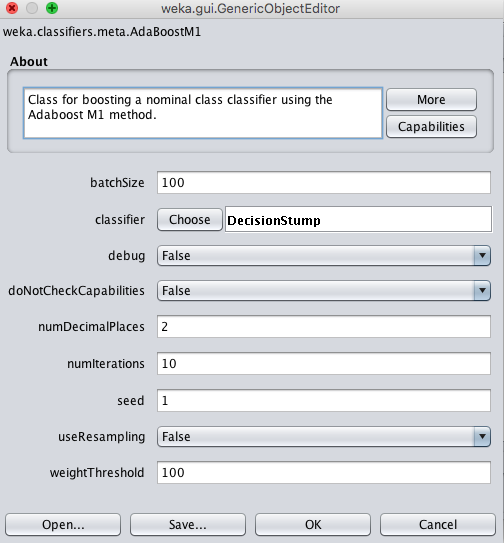 weka.gui.GenericObjectEditor
weka.classifiers.meta.AdaBoostM1
About
Class for boosting a nominal class classifier using the
Adaboost M1 method.
More
Capabilities
batchSize 100
classifier Choose DecisionStump
debug False
doNotCheckCapabilities False
numDecimalPlaces 2
numIterations 10
seed 1
useResampling False
weightThreshold 100
Open... Save... OK Cancel